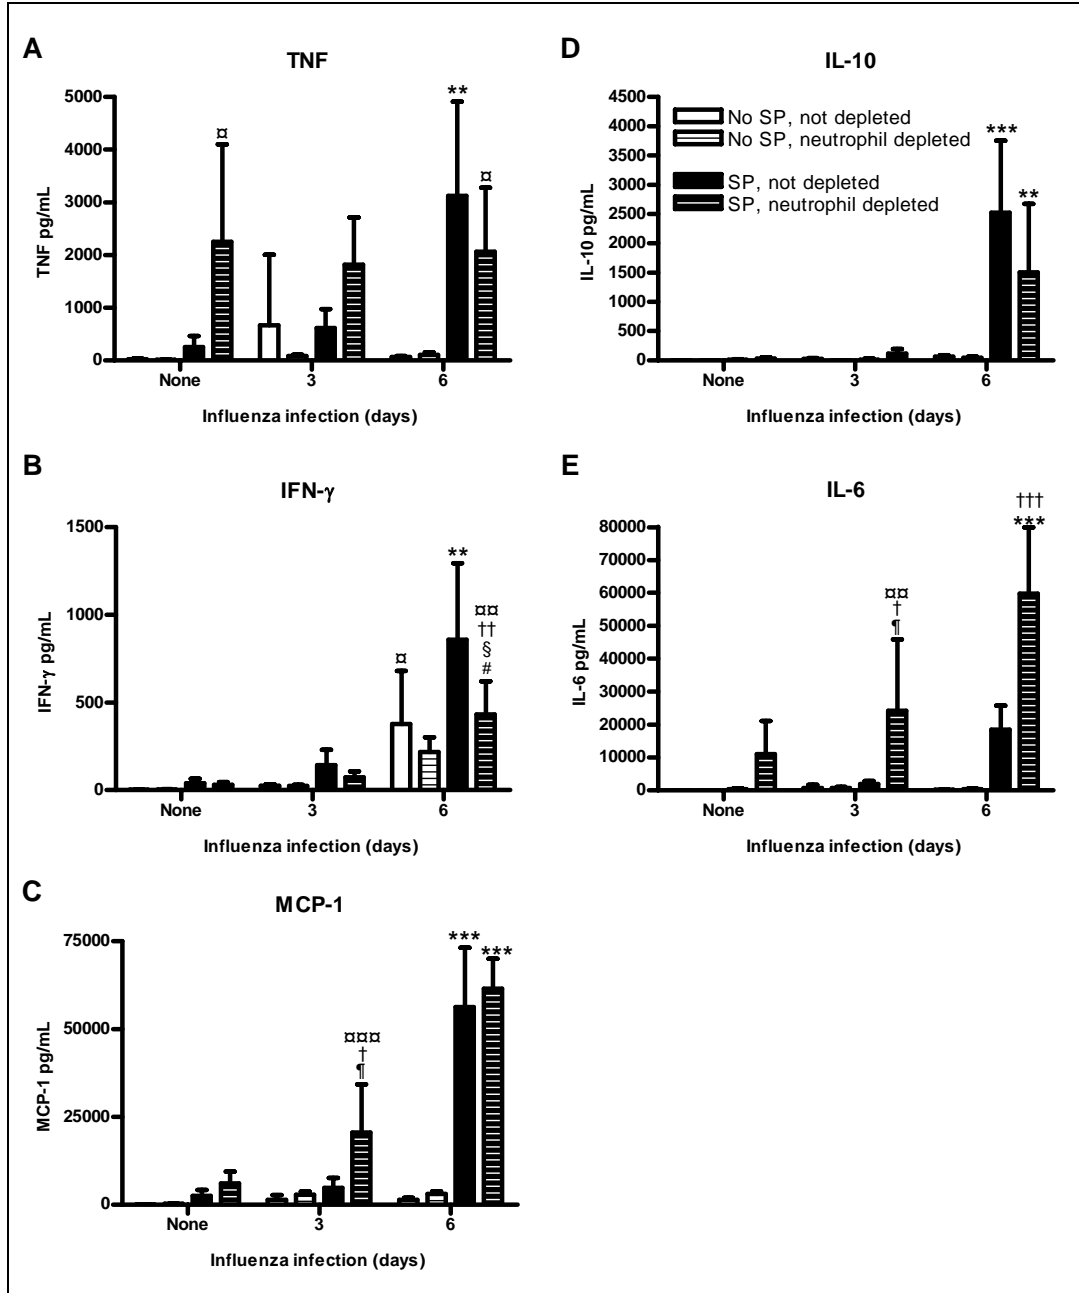 A
TNF
TNF pg/mL
5000
4000
3000
2000
1000
0
¤
**
¤
None
3
6
Influenza infection (days)
D
IL-10
IL-10 pg/mL
4500
4000
3500
3000
2500
2000
1500
1000
500
0
No SP, not depleted
No SP, neutrophil depleted
SP, not depleted
SP, neutrophil depleted
***
**
None
3
6
Influenza infection (days)
B
IFN-γ
IFN-γ pg/mL
1500
1000
500
0
¤
**
¤¤
††
§
#
None
3
6
Influenza infection (days)
E
IL-6
IL-6 pg/mL
80000
70000
60000
50000
40000
30000
20000
10000
0
¤¤
†
¶
†††
***
None
3
6
Influenza infection (days)
C
MCP-1
MCP-1 pg/mL
75000
50000
25000
0
¤¤¤
†
¶
***
***
None
3
6
Influenza infection (days)